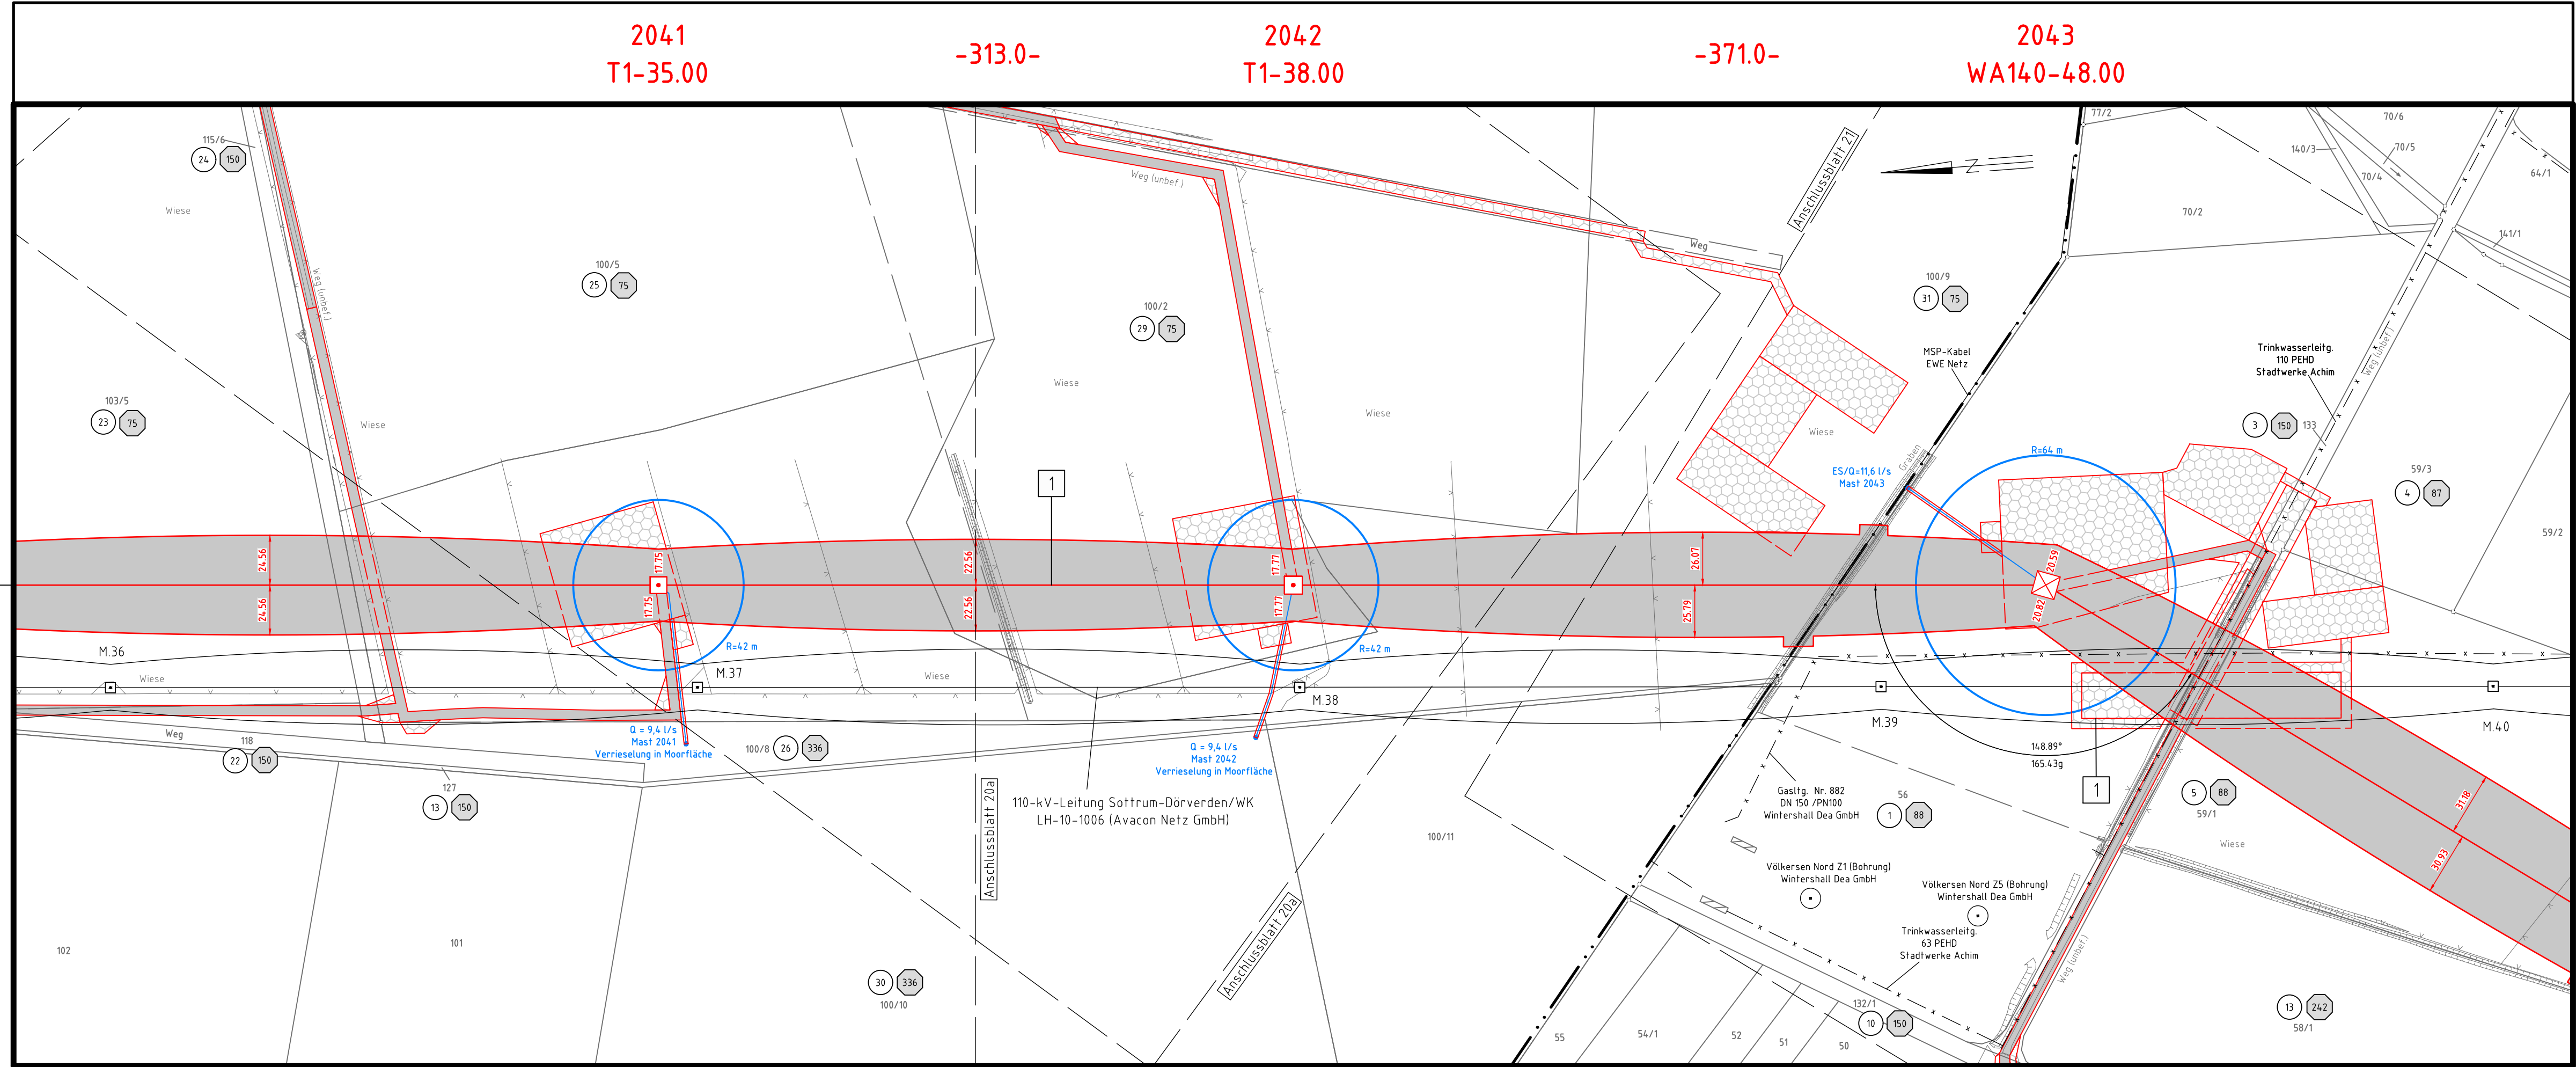 2041
T1-35.00
-313.0-
2042
T1-38.00
-371.0-
2043
WA140-48.00
115/6
24 150
Wiese
Weg (unbef.)
103/5
23 75
Wiese
100/5
25 75
Weg (unbef.)
100/2
29 75
Wiese
Wiese
Weg
Anschlussblatt 21
N
100/9
31 75
MSP-Kabel
EWE Netz
Wiese
Graben
77/2
140/3
70/6
70/5
70/4
70/2
64/1
141/1
Trinkwasserleitg.
110 PEHD
Stadtwerke Achim
Weg (unbef.)
3 150
133
59/3
4 87
59/2
1
ES/Q=11,6 l/s
Mast 2043
R=64 m
24.56
24.56
17.75
17.75
22.56
22.56
17.77
17.77
26.07
25.79
20.59
20.82
R=42 m
R=42 m
M.36
Wiese
M.37
Wiese
M.38
M.39
M.40
148.89°
165.43g
Weg
118
22 150
127
13 150
Q = 9,4 l/s
Mast 2041
Verrieselung in Moorfläche
100/8
26 336
Q = 9,4 l/s
Mast 2042
Verrieselung in Moorfläche
Anschlussblatt 20a
110-kV-Leitung Sottrum-Dörverden/WK
LH-10-1006 (Avacon Netz GmbH)
Anschlussblatt 20a
100/11
Gasltg. Nr. 882
DN 150 /PN100
Wintershall Dea GmbH
56
1 88
1
5 88
59/1
Wiese
31.18
30.93
Völkersen Nord Z1 (Bohrung)
Wintershall Dea GmbH
Völkersen Nord Z5 (Bohrung)
Wintershall Dea GmbH
Trinkwasserleitg.
63 PEHD
Stadtwerke Achim
Weg (unbef.)
102
101
30 336
100/10
132/1
10 150
55
54/1
52
51
50
13 242
58/1